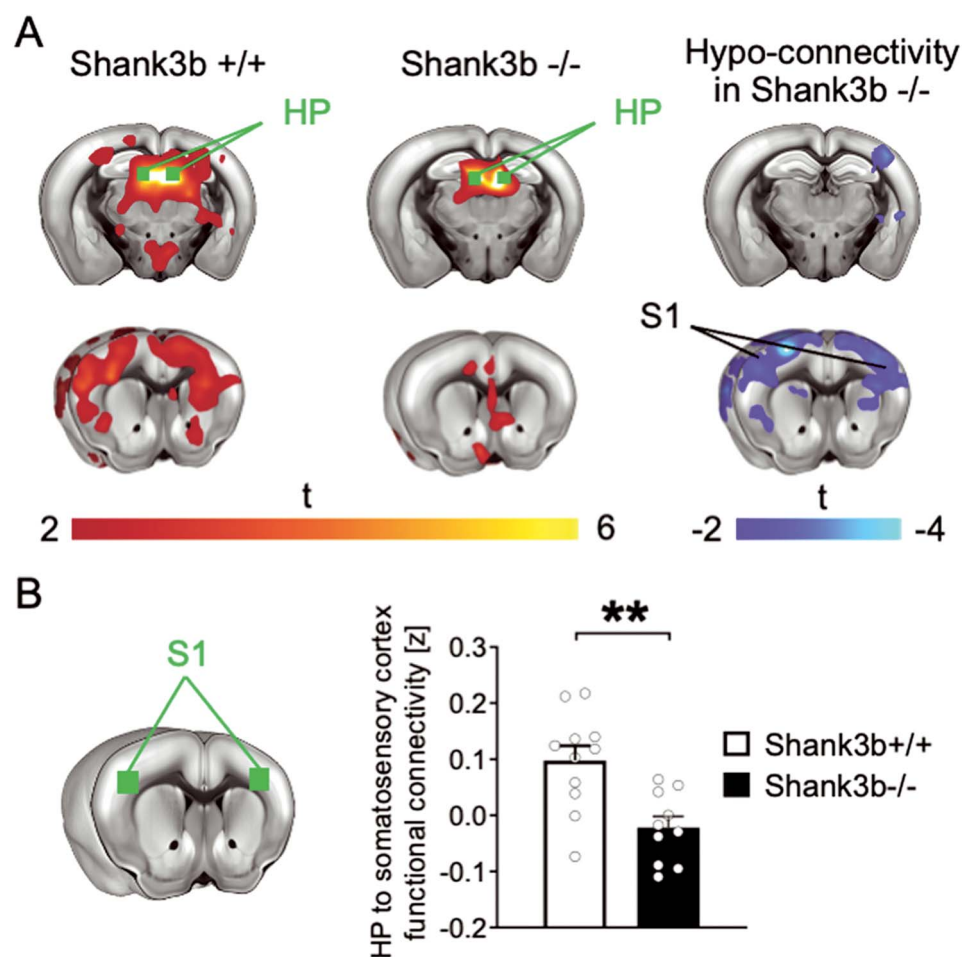 A
Shank3b +/+
Shank3b -/-
Hypo-connectivity
in Shank3b -/-
HP
HP
S1
t
2
6
t
-2
-4
B
S1
HP to somatosensory cortex
functional connectivity [z]
**
0.3
0.2
0.1
0.0
-0.1
-0.2
Shank3b+/+
Shank3b-/-